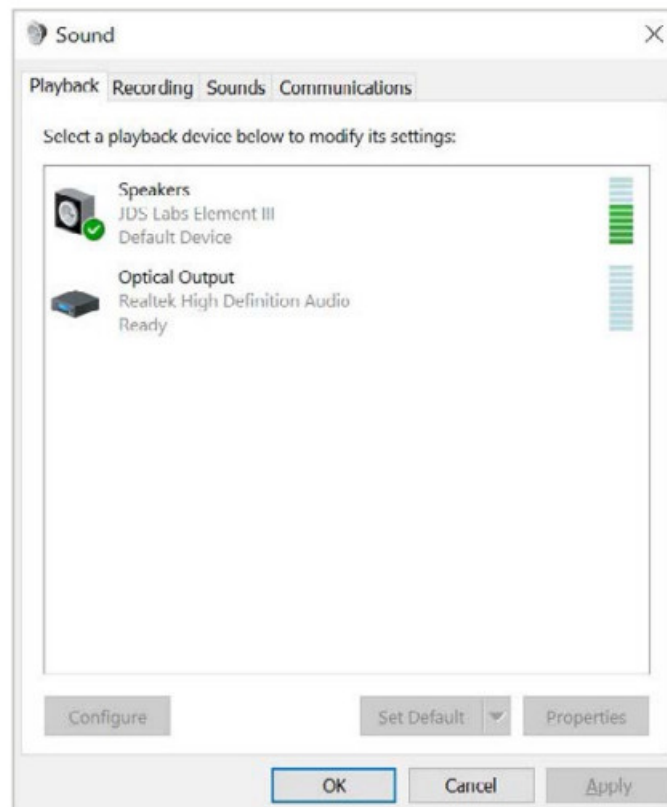 Sound
Playback Recording Sounds Communications
Select a playback device below to modify its settings:
Speakers
JDS Labs Element III
Default Device
Optical Output
Realtek High Definition Audio
Ready
Configure Set Default Properties
OK Cancel Apply